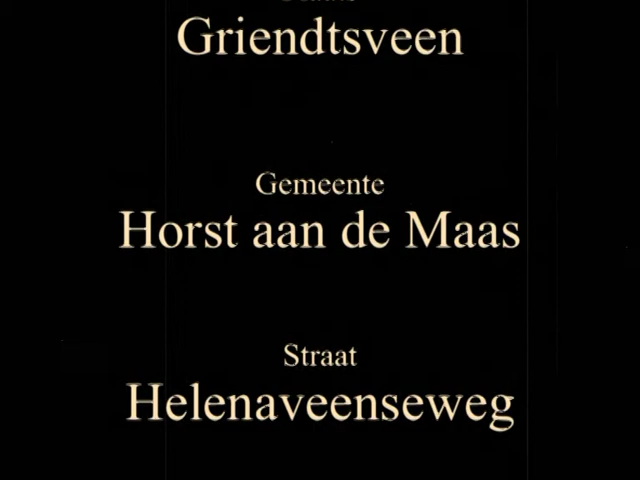 Griendtsveen
Gemeente
Horst aan de Maas
Straat
Helenaveenseweg